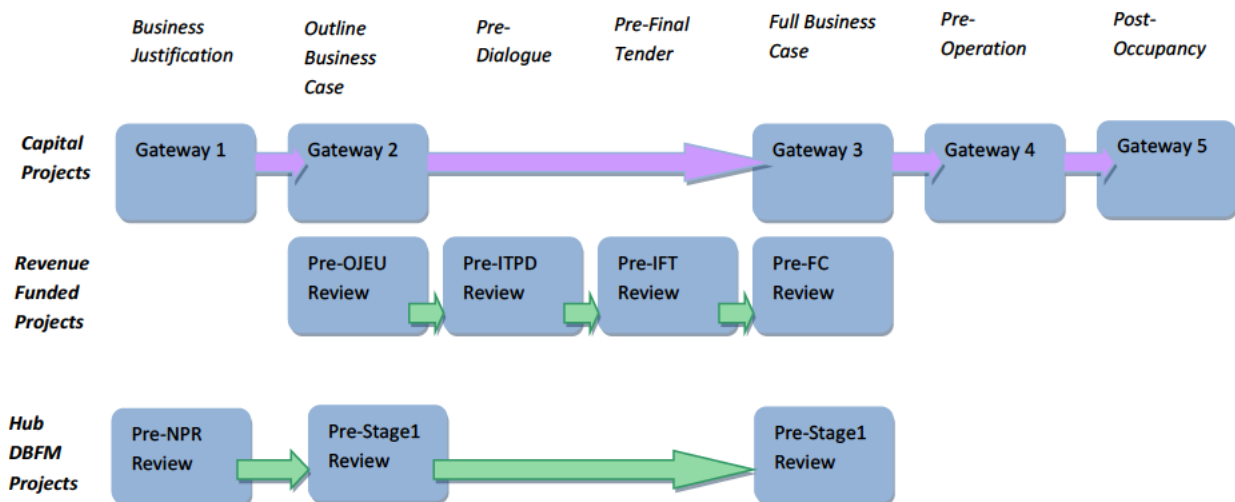 Business
Justification
Outline
Business
Case
Pre-
Dialogue
Pre-Final
Tender
Full Business
Case
Pre-
Operation
Post-
Occupancy
Capital
Projects
Gateway 1
Gateway 2
Gateway 3
Gateway 4
Gateway 5
Revenue
Funded
Projects
Pre-OJEU
Review
Pre-ITPD
Review
Pre-IFT
Review
Pre-FC
Review
Hub
DBFM
Projects
Pre-NPR
Review
Pre-Stage1
Review
Pre-Stage1
Review